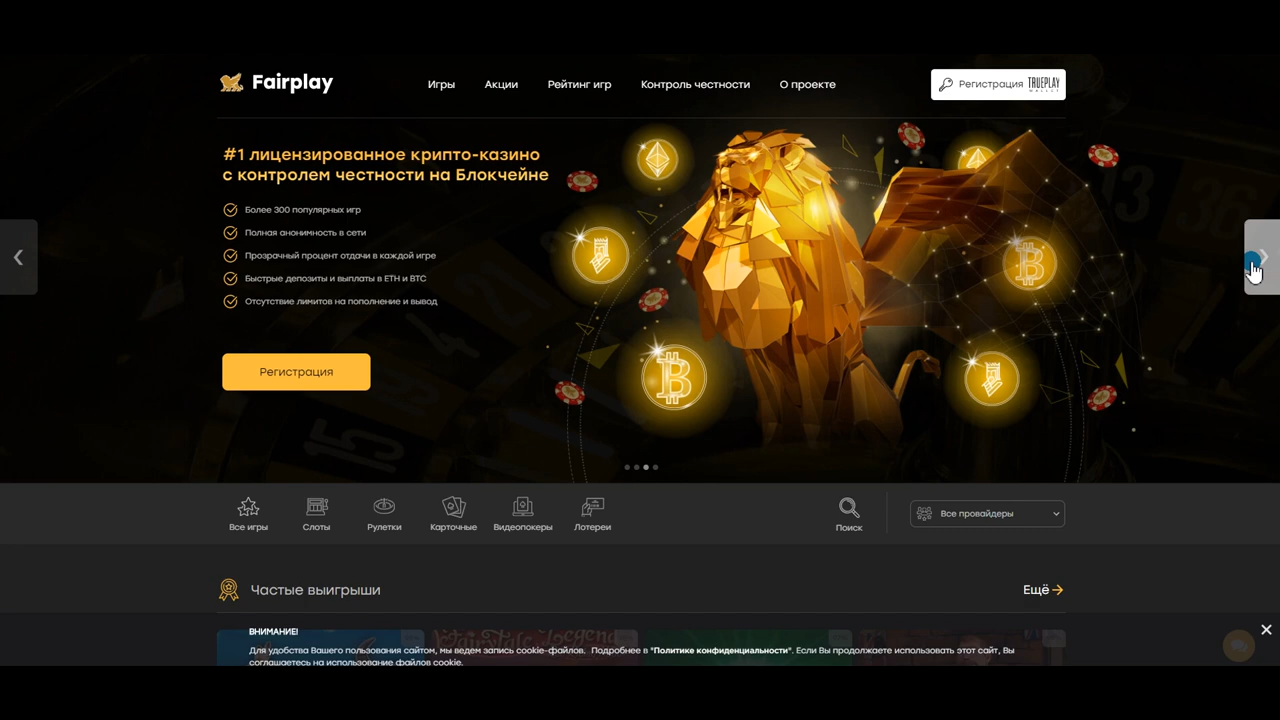 Fairplay
Игры
Акции
Рейтинг игр
Контроль честности
О проекте
Регистрация
TRUEPLAY
WALLET
#1 лицензированное крипто-казино
с контролем честности на Блокчейне
Более 300 популярных игр
Полная анонимность в сети
Прозрачный процент отдачи в каждой игре
Быстрые депозиты и выплаты в ETH и BTC
Отсутствие лимитов на пополнение и вывод
Регистрация
Все игры
Слоты
Рулетки
Карточные
Видеопокеры
Лотереи
Поиск
Все провайдеры
Частые выигрыши
Ещё
ВНИМАНИЕ!
Для удобства Вашего пользования сайтом, мы ведем запись cookie-файлов. Подробнее в "Политике конфиденциальности". Если Вы продолжаете использовать этот сайт, Вы
соглашаетесь на использование файлов cookie.